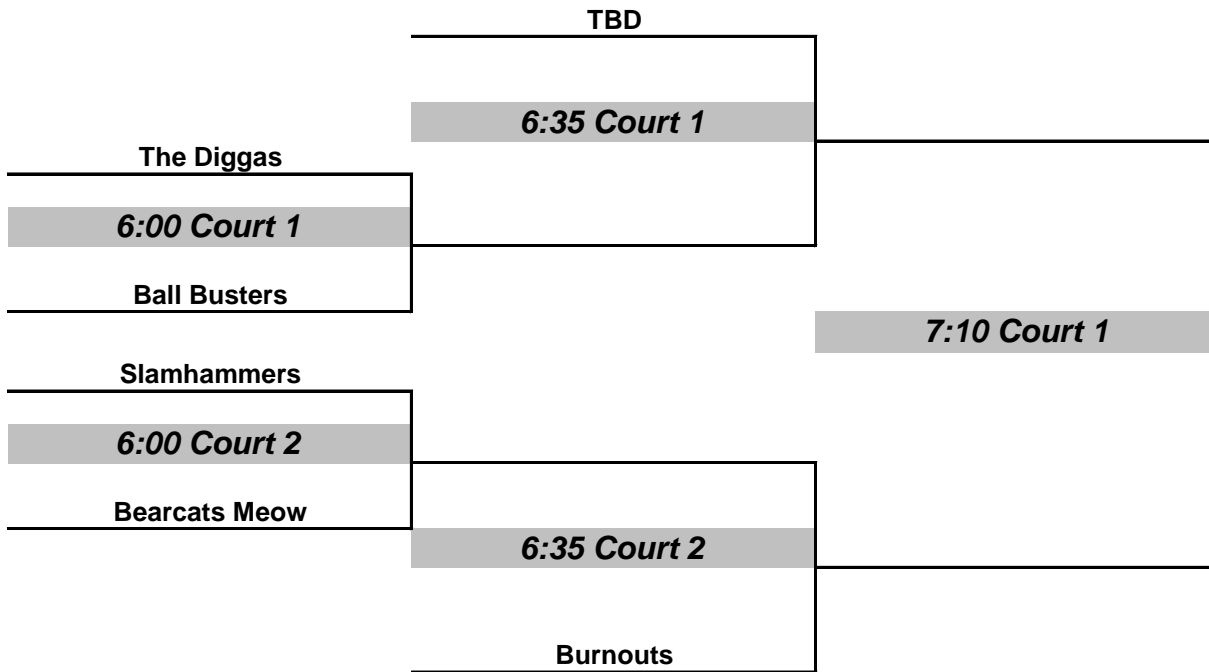 TBD
6:35 Court 1
The Diggas
6:00 Court 1
Ball Busters
7:10 Court 1
Slamhammers
6:00 Court 2
Bearcats Meow
6:35 Court 2
Burnouts